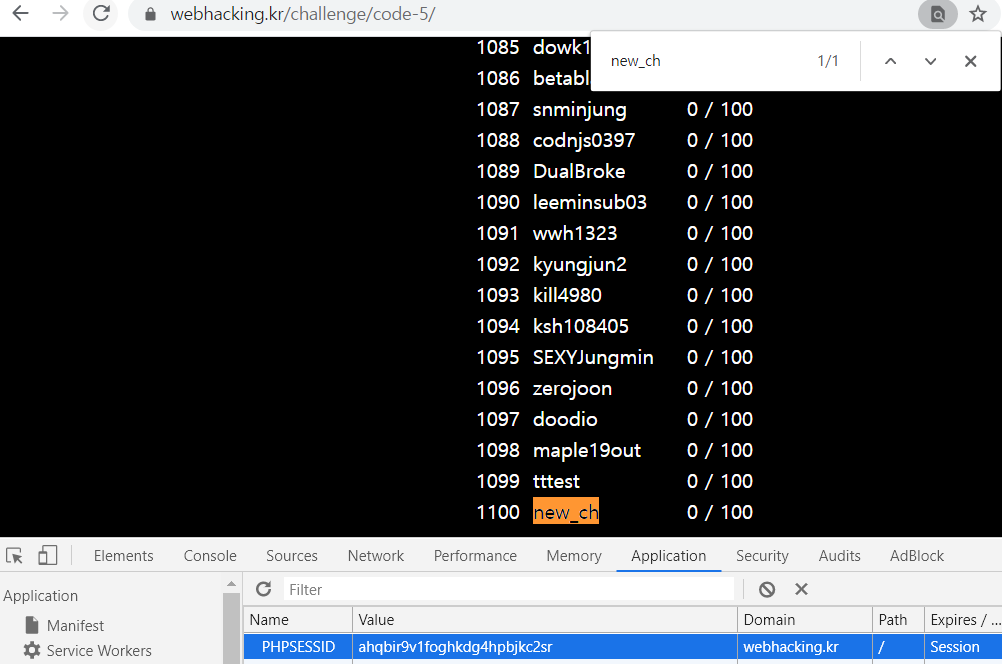 webhacking.kr/challenge/code-5/
new_ch 1/1
1085 dowk1
1086 betabl
1087 snminjung 0 / 100
1088 codnjs0397 0 / 100
1089 DualBroke 0 / 100
1090 leeminsub03 0 / 100
1091 wwh1323 0 / 100
1092 kyungjun2 0 / 100
1093 kill4980 0 / 100
1094 ksh108405 0 / 100
1095 SEXYJungmin 0 / 100
1096 zerojoon 0 / 100
1097 doodio 0 / 100
1098 maple19out 0 / 100
1099 tttest 0 / 100
1100 new_ch 0 / 100
Elements Console Sources Network Performance Memory Application Security Audits AdBlock
Application
Manifest
Service Workers
Filter
Name Value Domain Path Expires / ...
PHPSESSID ahqbir9v1foghkdg4hpbjkc2sr webhacking.kr / Session